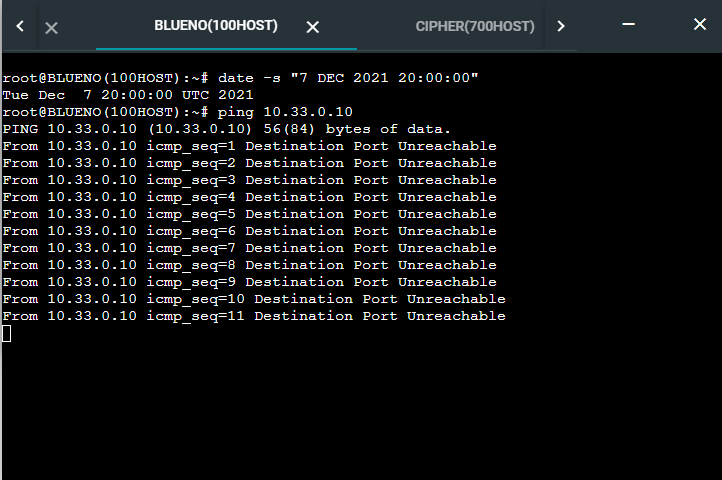 BLUENO(100HOST) CIPHER(700HOST)
root@BLUENO(100HOST):~# date -s "7 DEC 2021 20:00:00"
Tue Dec  7 20:00:00 UTC 2021
root@BLUENO(100HOST):~# ping 10.33.0.10
PING 10.33.0.10 (10.33.0.10) 56(84) bytes of data.
From 10.33.0.10 icmp_seq=1 Destination Port Unreachable
From 10.33.0.10 icmp_seq=2 Destination Port Unreachable
From 10.33.0.10 icmp_seq=3 Destination Port Unreachable
From 10.33.0.10 icmp_seq=4 Destination Port Unreachable
From 10.33.0.10 icmp_seq=5 Destination Port Unreachable
From 10.33.0.10 icmp_seq=6 Destination Port Unreachable
From 10.33.0.10 icmp_seq=7 Destination Port Unreachable
From 10.33.0.10 icmp_seq=8 Destination Port Unreachable
From 10.33.0.10 icmp_seq=9 Destination Port Unreachable
From 10.33.0.10 icmp_seq=10 Destination Port Unreachable
From 10.33.0.10 icmp_seq=11 Destination Port Unreachable